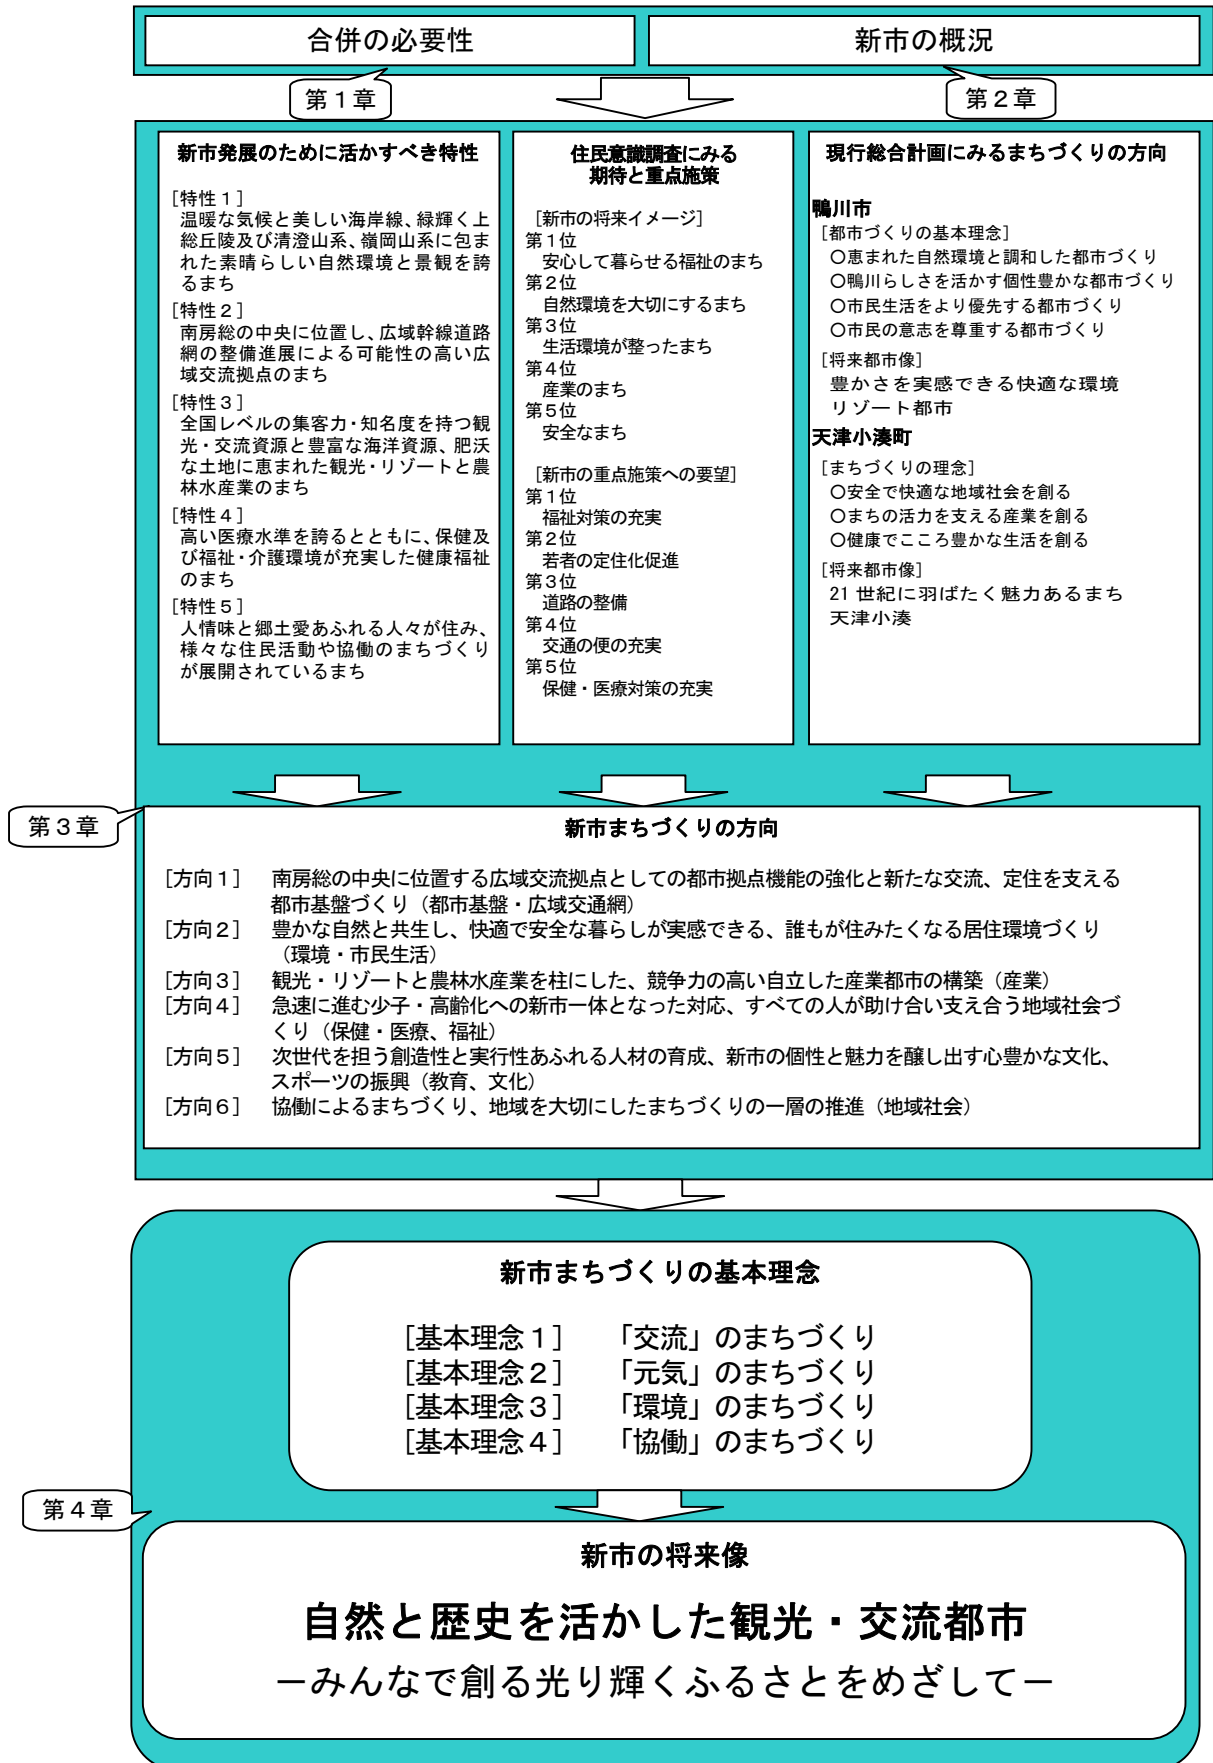 合併の必要性
新市の概況
第１章
第２章
新市発展のために活かすべき特性
［特性１］
温暖な気候と美しい海岸線、緑輝く上
総丘陵及び清澄山系、嶺岡山系に包ま
れた素晴らしい自然環境と景観を誇
るまち
［特性２］
南房総の中央に位置し、広域幹線道路
網の整備進展による可能性の高い広
域交流拠点のまち
［特性３］
全国レベルの集客力・知名度を持つ観
光・交流資源と豊富な海洋資源、肥沃
な土地に恵まれた観光・リゾートと農
林水産業のまち
［特性４］
高い医療水準を誇るとともに、保健及
び福祉・介護環境が充実した健康福祉
のまち
［特性５］
人情味と郷土愛あふれる人々が住み、
様々な住民活動や協働のまちづくり
が展開されているまち
住民意識調査にみる
期待と重点施策
［新市の将来イメージ］
第１位
安心して暮らせる福祉のまち
第２位
自然環境を大切にするまち
第３位
生活環境が整ったまち
第４位
産業のまち
第５位
安全なまち
［新市の重点施策への要望］
第１位
福祉対策の充実
第２位
若者の定住化促進
第３位
道路の整備
第４位
交通の便の充実
第５位
保健・医療対策の充実
現行総合計画にみるまちづくりの方向
鴨川市
［都市づくりの基本理念］
〇恵まれた自然環境と調和した都市づくり
〇鴨川らしさを活かす個性豊かな都市づくり
〇市民生活をより優先する都市づくり
〇市民の意志を尊重する都市づくり
［将来都市像］
豊かさを実感できる快適な環境
リゾート都市
天津小湊町
［まちづくりの理念］
〇安全で快適な地域社会を創る
〇まちの活力を支える産業を創る
〇健康でこころ豊かな生活を創る
［将来都市像］
21 世紀に羽ばたく魅力あるまち
天津小湊
第３章
新市まちづくりの方向
［方向１］ 南房総の中央に位置する広域交流拠点としての都市拠点機能の強化と新たな交流、定住を支える
都市基盤づくり（都市基盤・広域交通網）
［方向２］ 豊かな自然と共生し、快適で安全な暮らしが実感できる、誰もが住みたくなる居住環境づくり
（環境・市民生活）
［方向３］ 観光・リゾートと農林水産業を柱にした、競争力の高い自立した産業都市の構築（産業）
［方向４］ 急速に進む少子・高齢化への新市一体となった対応、すべての人が助け合い支え合う地域社会づ
くり（保健・医療、福祉）
［方向５］ 次世代を担う創造性と実行性あふれる人材の育成、新市の個性と魅力を醸し出す心豊かな文化、
スポーツの振興（教育、文化）
［方向６］ 協働によるまちづくり、地域を大切にしたまちづくりの一層の推進（地域社会）
新市まちづくりの基本理念
［基本理念１］ 「交流」のまちづくり
［基本理念２］ 「元気」のまちづくり
［基本理念３］ 「環境」のまちづくり
［基本理念４］ 「協働」のまちづくり
第４章
新市の将来像
自然と歴史を活かした観光・交流都市
－みんなで創る光り輝くふるさとをめざして－